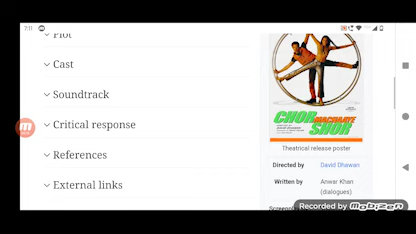 7:11
Plot
Cast
Soundtrack
Critical response
References
External links
CHOR
MACHAAYE
SHOR
Theatrical release poster
Directed by David Dhawan
Written by Anwar Khan
(dialogues)
Recorded by
Mobizen